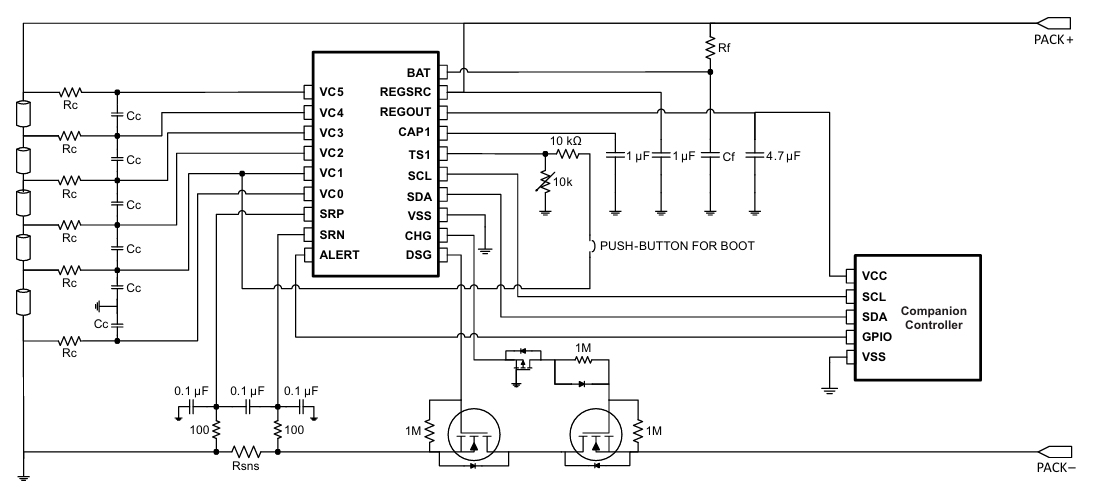 PACK+
Rf
BAT
VC5 REGSRC
Rc Cc
VC4 REGOUT
VC3 CAP1
10 kΩ
Rc Cc
VC2 TS1
1 µF 1 µF Cf 4.7 µF
VC1 SCL
10k
Rc Cc
VC0 SDA
SRP VSS
Rc Cc
SRN CHG
PUSH-BUTTON FOR BOOT
ALERT DSG
Rc Cc
VCC
SCL
Companion
SDA
Controller
Cc
GPIO
Rc
VSS
1M
0.1 µF 0.1 µF 0.1 µF
100 100 1M 1M
Rsns
PACK–